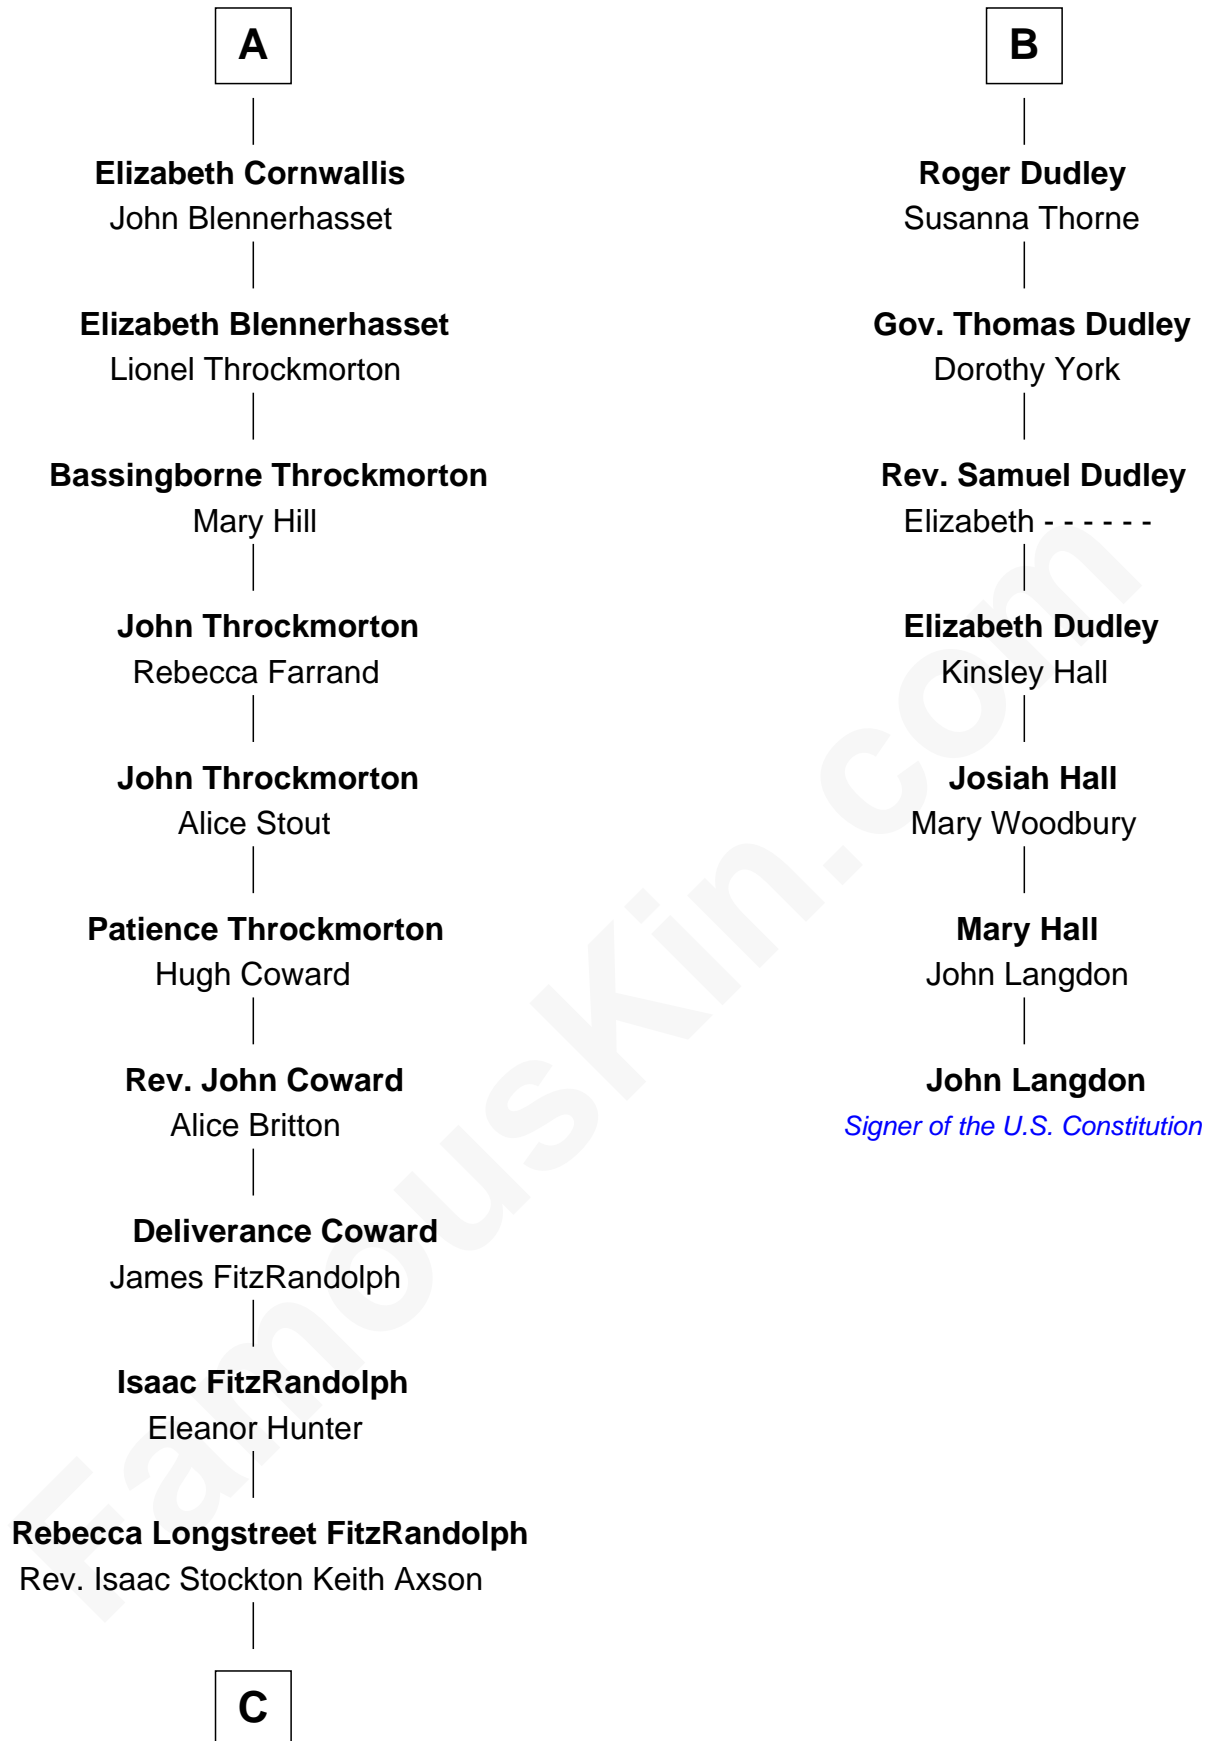 A
Elizabeth Cornwallis
John Blennerhasset
Elizabeth Blennerhasset
Lionel Throckmorton
Bassingborne Throckmorton
Mary Hill
John Throckmorton
Rebecca Farrand
John Throckmorton
Alice Stout
Patience Throckmorton
Hugh Coward
Rev. John Coward
Alice Britton
Deliverance Coward
James FitzRandolph
Isaac FitzRandolph
Eleanor Hunter
Rebecca Longstreet FitzRandolph
Rev. Isaac Stockton Keith Axson
C
B
Roger Dudley
Susanna Thorne
Gov. Thomas Dudley
Dorothy York
Rev. Samuel Dudley
Elizabeth - - - - - -
Elizabeth Dudley
Kinsley Hall
Josiah Hall
Mary Woodbury
Mary Hall
John Langdon
John Langdon
Signer of the U.S. Constitution
FamousKin.com